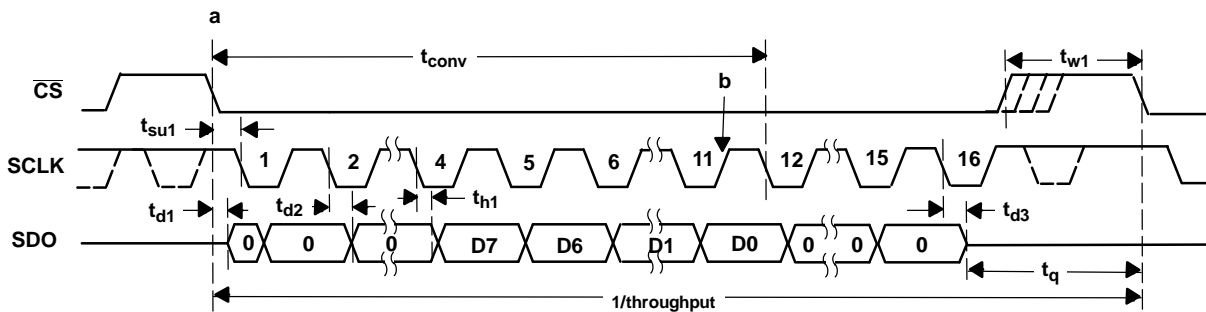 a
tconv
tw1
CS
b
tsu1
SCLK
1 2 4 5 6 11 12 15 16
td1
td2
th1
td3
SDO
0 0 0 D7 D6 D1 D0 0 0 0
tq
1/throughput